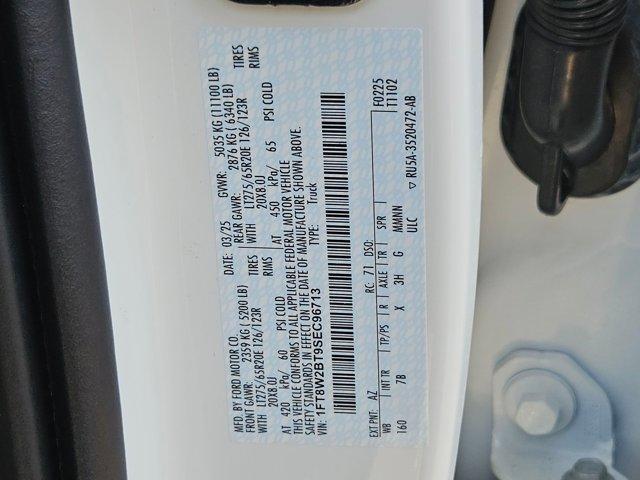 MFD. BY FORD MOTOR CO.
DATE: 03/25 GVWR: 5035 KG (11100 LB)
FRONT GAWR: 2359 KG ( 5200 LB) REAR GAWR: 2876 KG ( 6340 LB)
WITH LT275/65R20E 126/123R TIRES WITH LT275/65R20E 126/123R TIRES
20X8.0J RIMS 20X8.0J RIMS
AT 420 kPa/ 60 PSI COLD AT 450 kPa/ 65 PSI COLD
THIS VEHICLE CONFORMS TO ALL APPLICABLE FEDERAL MOTOR VEHICLE
SAFETY STANDARDS IN EFFECT ON THE DATE OF MANUFACTURE SHOWN ABOVE.
VIN: 1FT8W2BT9SEC96713 TYPE: Truck
F0225
EXT PNT: AZ RC: 71 DSO: T1102
WB INTTR TP/PS R AXLE TR SPR
160 7B X 3H G MMNN
ULC ▽ RU5A-3520472-AB